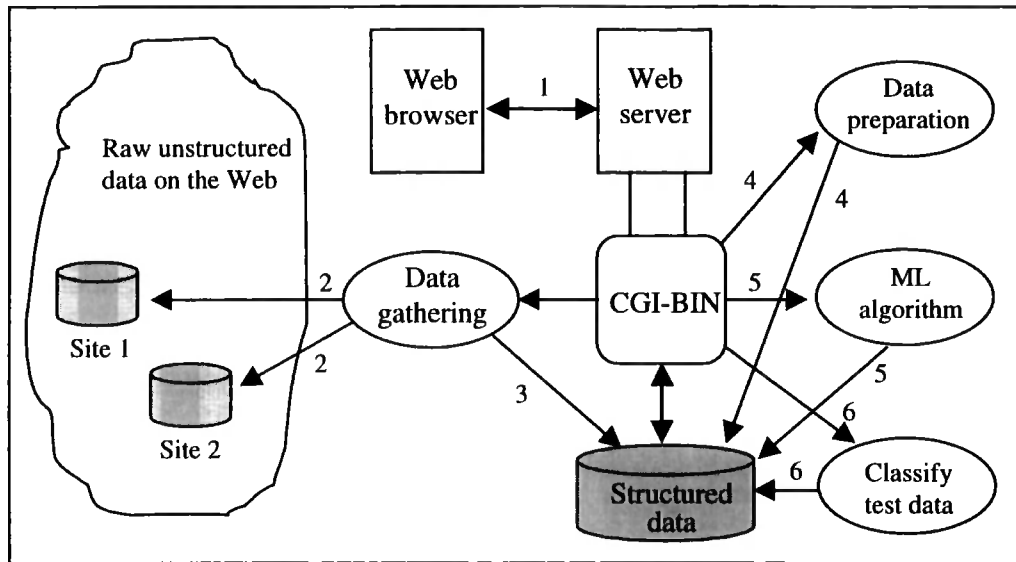 Web
browser
1
Web
server
Data
preparation
Raw unstructured
data on the Web
4
4
2
Data
gathering
CGI-BIN
5
ML
algorithm
Site 1
2
3
5
6
Site 2
Structured
data
6
Classify
test data